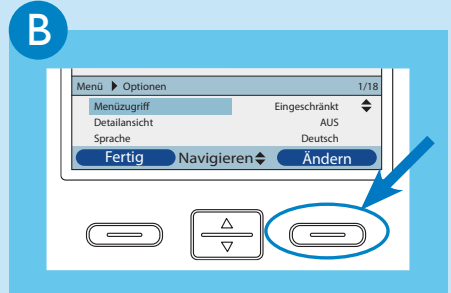 B
Menü Optionen 1/18
Menüzugriff Eingeschränkt
Detailansicht AUS
Sprache Deutsch
Fertig Navigieren Ändern